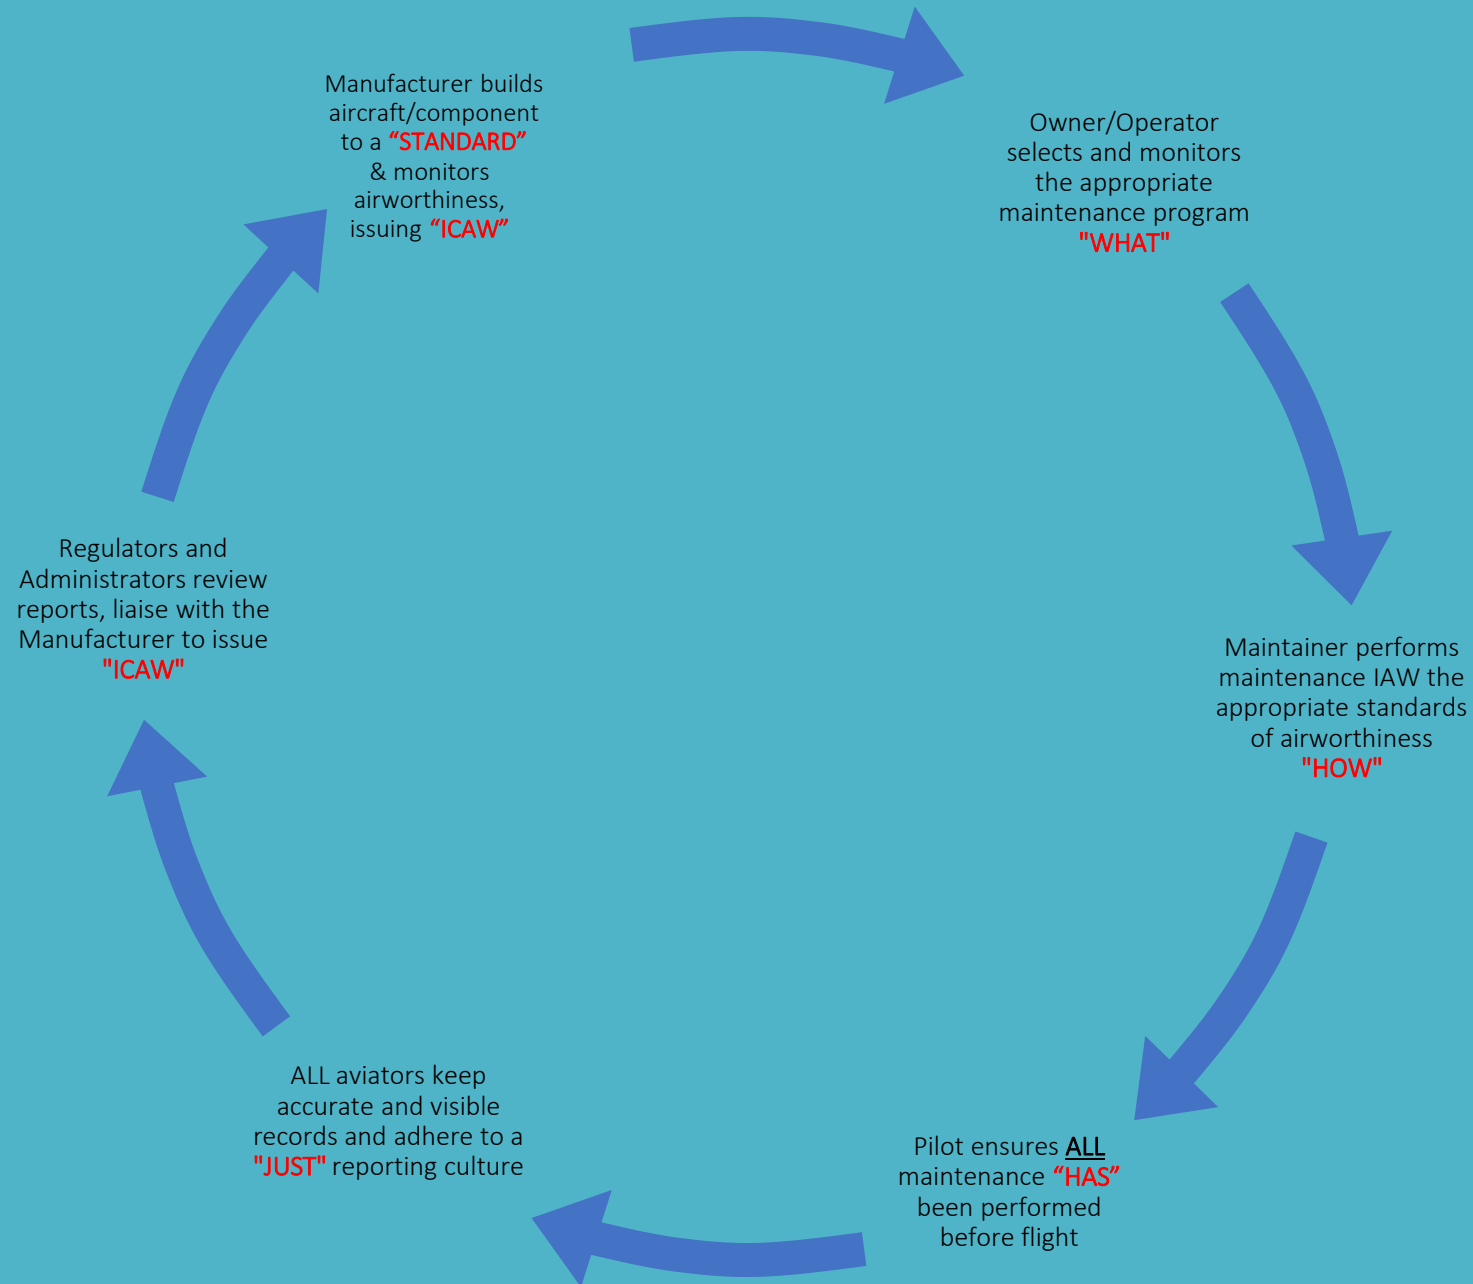 Manufacturer builds
aircraft/component
to a “STANDARD”
& monitors
airworthiness,
issuing “ICAW”
Owner/Operator
selects and monitors
the appropriate
maintenance program
"WHAT"
Maintainer performs
maintenance IAW the
appropriate standards
of airworthiness
"HOW"
Pilot ensures ALL
maintenance “HAS”
been performed
before flight
ALL aviators keep
accurate and visible
records and adhere to a
"JUST" reporting culture
Regulators and
Administrators review
reports, liaise with the
Manufacturer to issue
"ICAW"